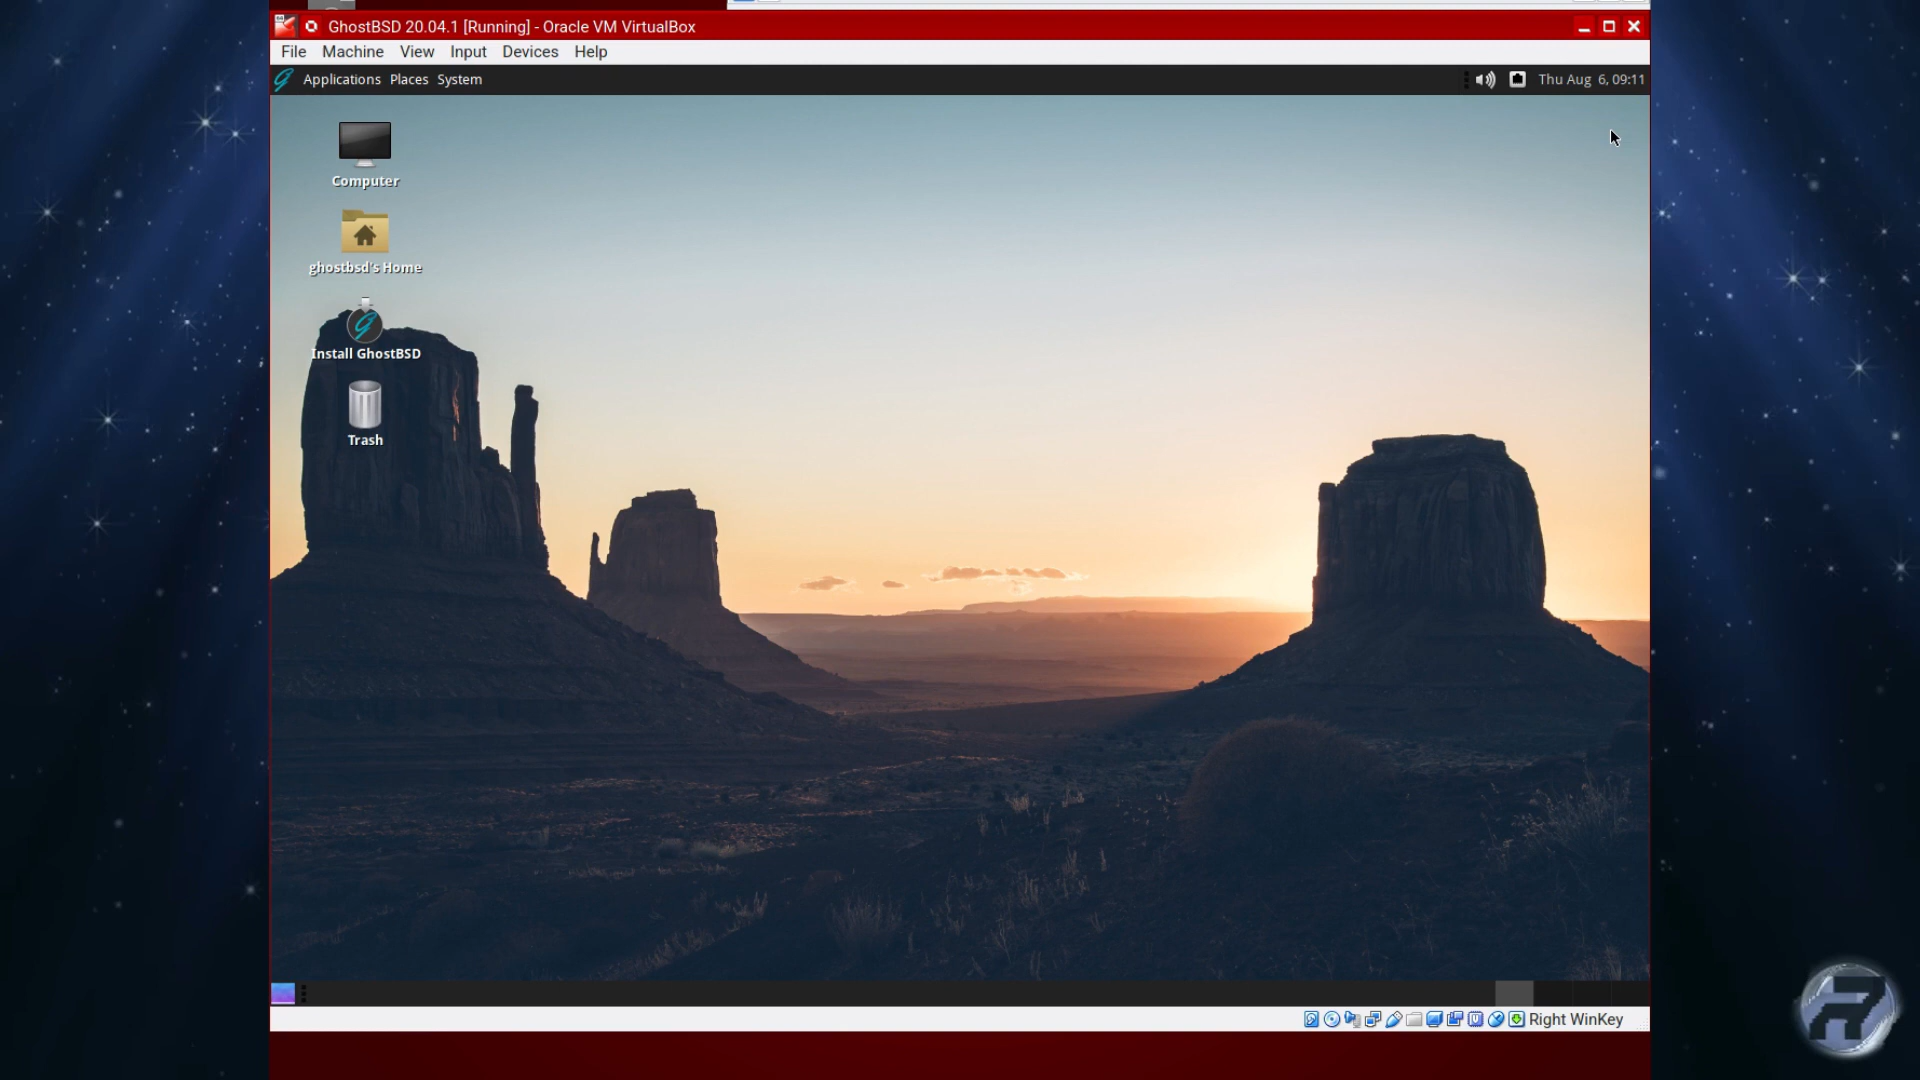 GhostBSD 20.04.1 [Running] - Oracle VM VirtualBox
File Machine View Input Devices Help
Applications Places System
Thu Aug 6, 09:11
Computer
ghostbsd's Home
Install GhostBSD
Trash
Right WinKey